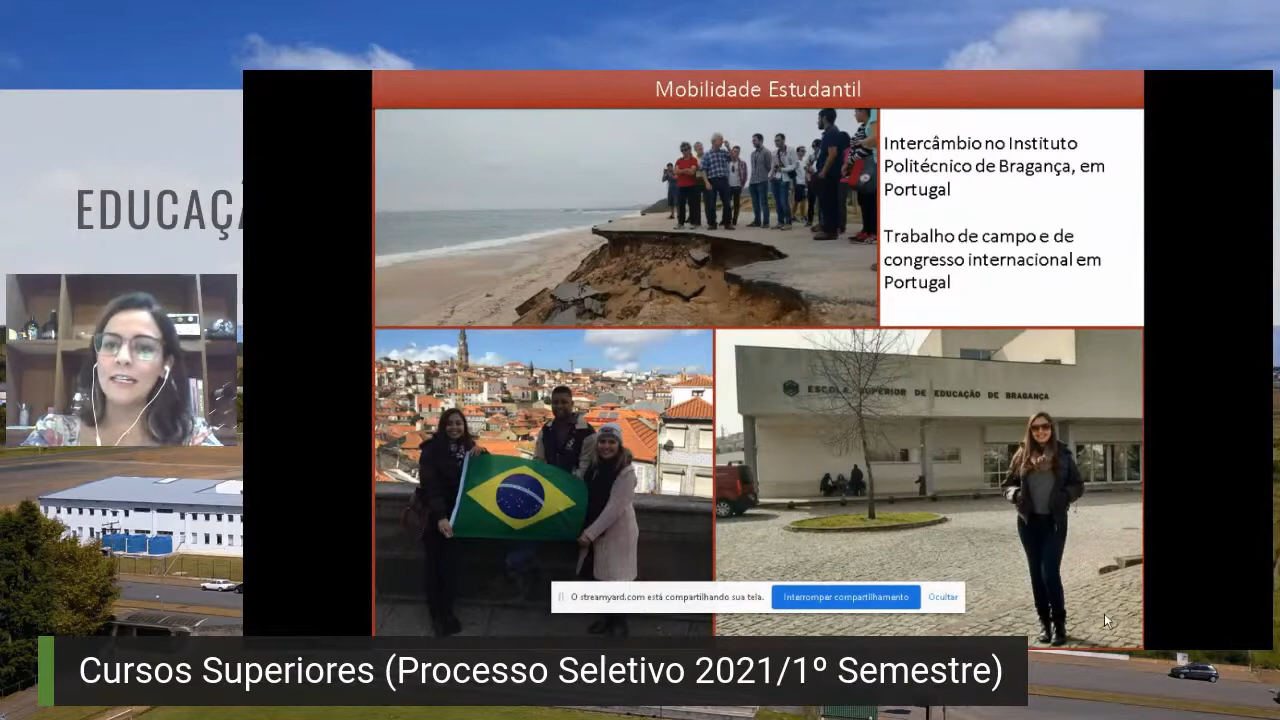 Mobilidade Estudantil
Intercâmbio no Instituto
Politécnico de Bragança, em
Portugal
Trabalho de campo e de
congresso internacional em
Portugal
EDUCAÇÃ
ESCOLA SUPERIOR DE EDUCAÇÃO DE BRAGANÇA
O streamyard.com está compartilhando sua tela.
Interromper compartilhamento
Ocultar
Cursos Superiores (Processo Seletivo 2021/1º Semestre)